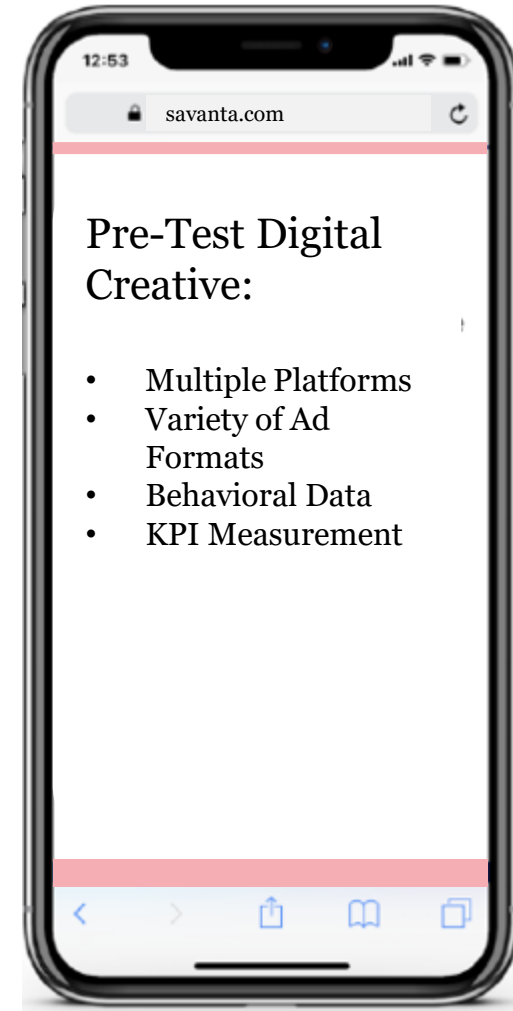 12:53
savanta.com
Pre-Test Digital
Creative:
• Multiple Platforms
• Variety of Ad
Formats
• Behavioral Data
• KPI Measurement